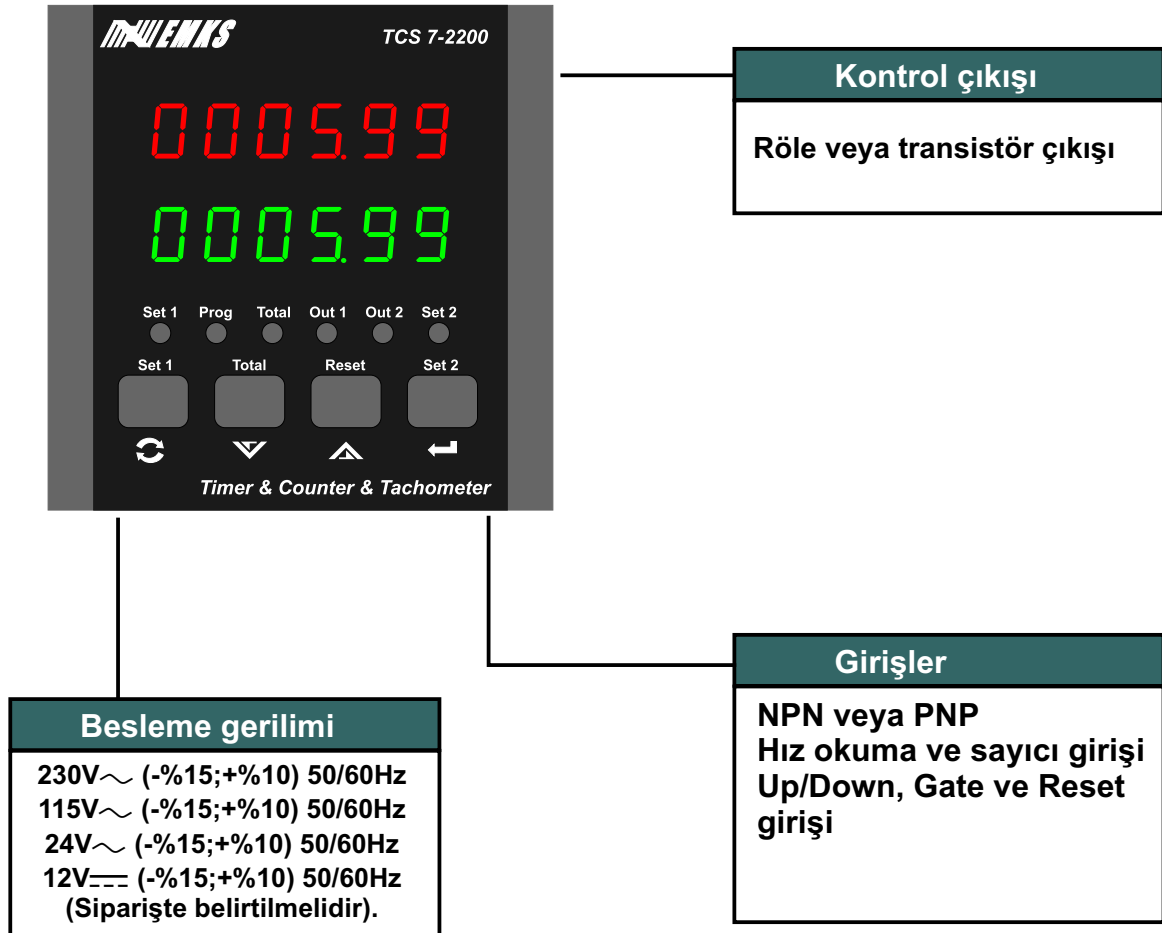 EMKS
TCS 7-2200
0005.99
0005.99
Set 1 Prog Total Out 1 Out 2 Set 2
Set 1 Total Reset Set 2
Timer & Counter & Tachometer
Kontrol çıkışı
Röle veya transistör çıkışı
Girişler
NPN veya PNP
Hız okuma ve sayıcı girişi
Up/Down, Gate ve Reset
girişi
Besleme gerilimi
230V～ (-%15;+%10) 50/60Hz
115V～ (-%15;+%10) 50/60Hz
24V～ (-%15;+%10) 50/60Hz
12V⎓ (-%15;+%10) 50/60Hz
(Siparişte belirtilmelidir).